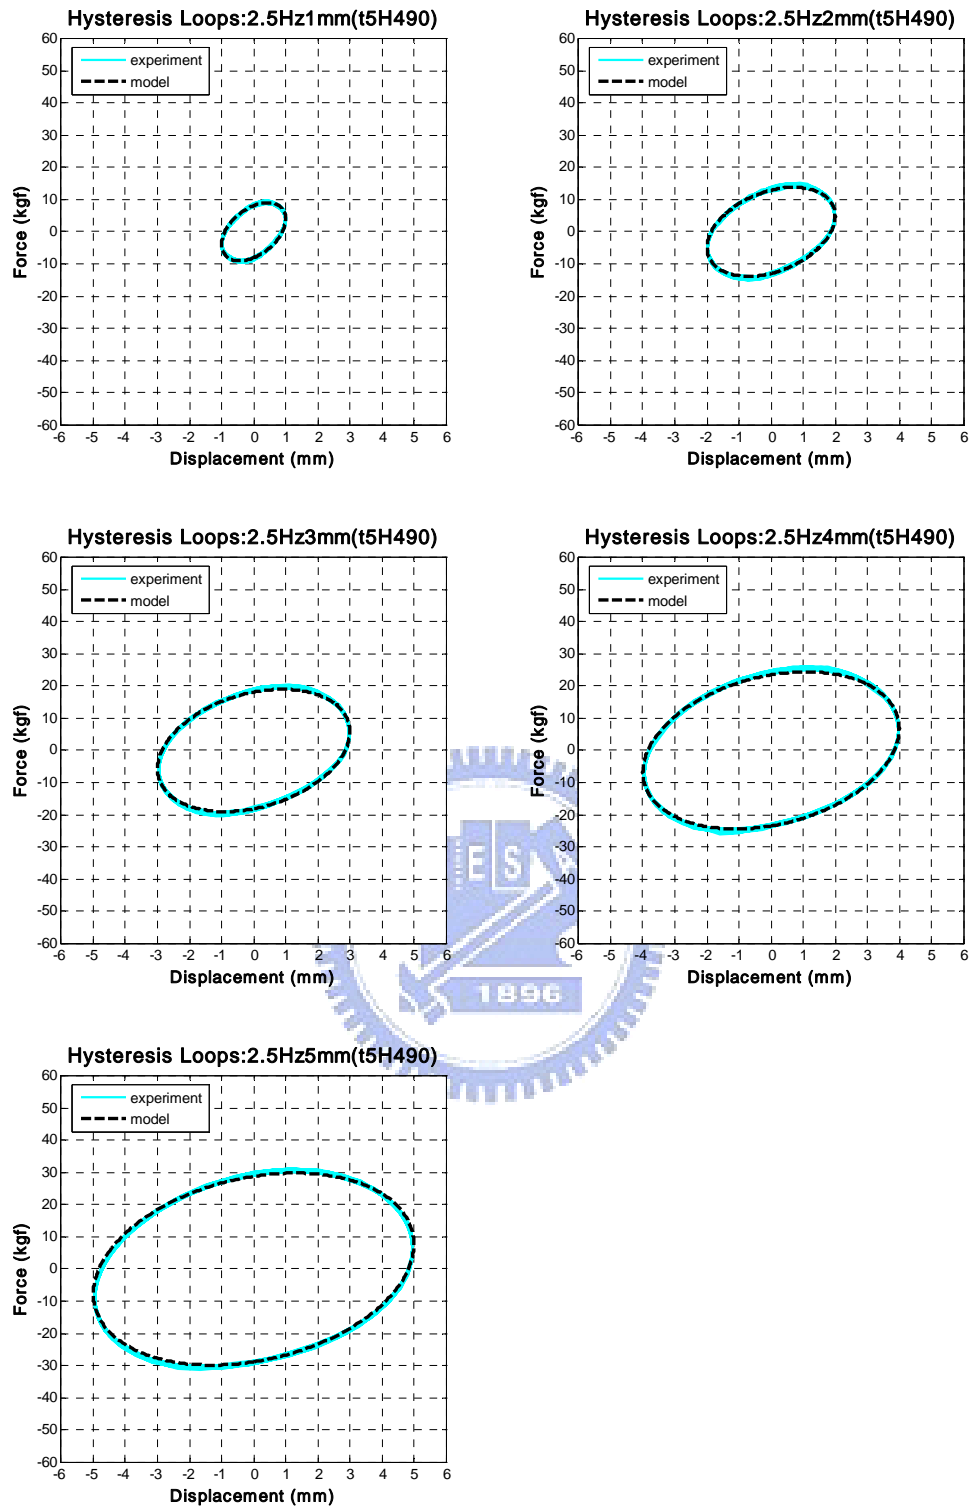 Hysteresis Loops:2.5Hz1mm(t5H490)
60
50
40
30
20
10
0
-10
-20
-30
-40
-50
-60
experiment
model
Force (kgf)
-6 -5 -4 -3 -2 -1 0 1 2 3 4 5 6
Displacement (mm)
Hysteresis Loops:2.5Hz2mm(t5H490)
60
50
40
30
20
10
0
-10
-20
-30
-40
-50
-60
experiment
model
Force (kgf)
-6 -5 -4 -3 -2 -1 0 1 2 3 4 5 6
Displacement (mm)
Hysteresis Loops:2.5Hz3mm(t5H490)
60
50
40
30
20
10
0
-10
-20
-30
-40
-50
-60
experiment
model
Force (kgf)
-6 -5 -4 -3 -2 -1 0 1 2 3 4 5 6
Displacement (mm)
Hysteresis Loops:2.5Hz4mm(t5H490)
60
50
40
30
20
10
0
-10
-20
-30
-40
-50
-60
experiment
model
Force (kgf)
-6 -5 -4 -3 -2 -1 0 1 2 3 4 5 6
Displacement (mm)
E S
1896
Hysteresis Loops:2.5Hz5mm(t5H490)
60
50
40
30
20
10
0
-10
-20
-30
-40
-50
-60
experiment
model
Force (kgf)
-6 -5 -4 -3 -2 -1 0 1 2 3 4 5 6
Displacement (mm)